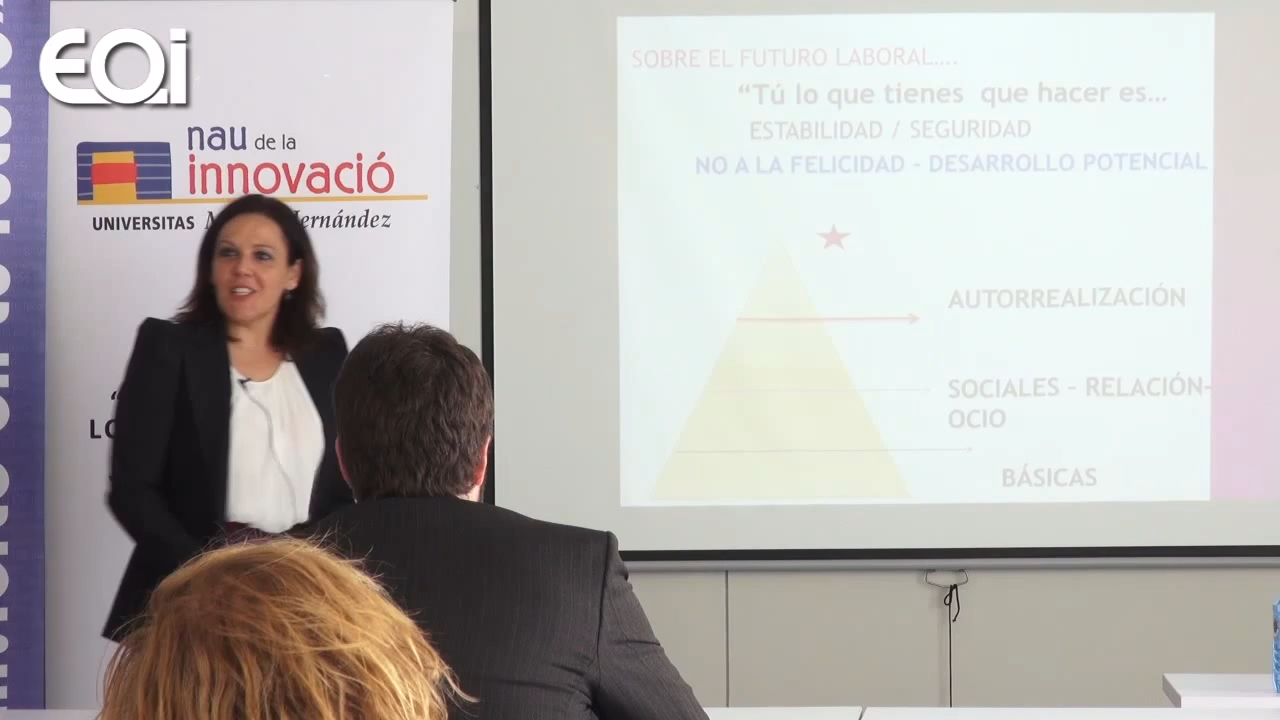 EOi
nau de la
innovació
UNIVERSITAS Hernández
SOBRE EL FUTURO LABORAL....
“Tú lo que tienes que hacer es...
ESTABILIDAD / SEGURIDAD
NO A LA FELICIDAD - DESARROLLO POTENCIAL
AUTORREALIZACIÓN
SOCIALES - RELACIÓN-
OCIO
BÁSICAS